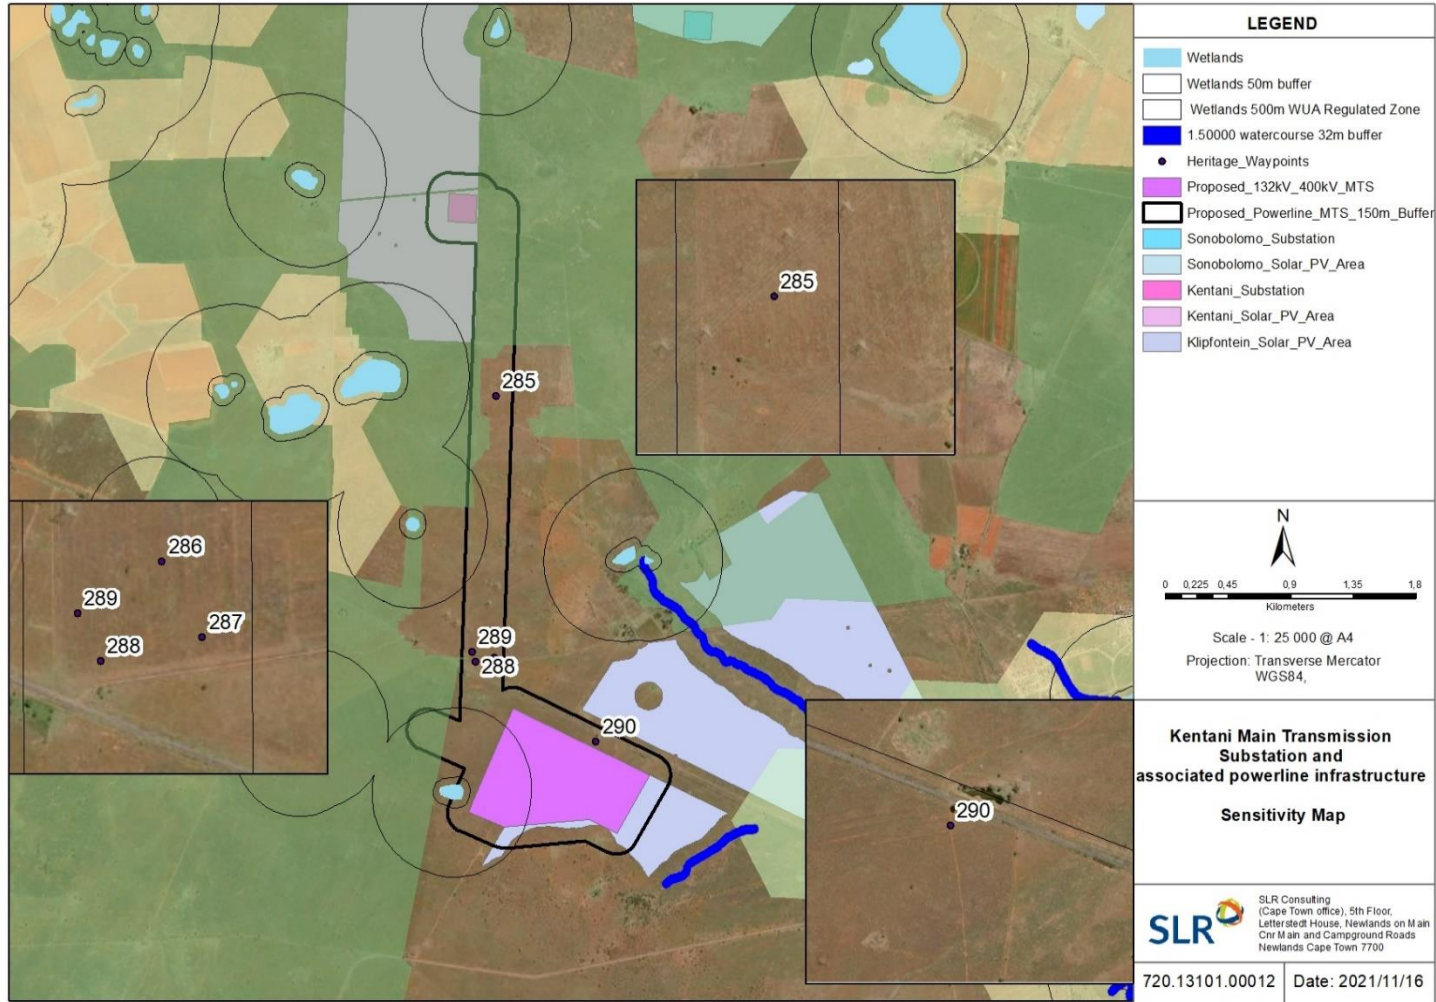 285
285
286
289
287
288
289
288
290
290
LEGEND
Wetlands
Wetlands 50m buffer
Wetlands 500m WUA Regulated Zone
1.50000 watercourse 32m buffer
Heritage_Waypoints
Proposed_132kV_400kV_MTS
Proposed_Powerline_MTS_150m_Buffer
Sonobolomo_Substation
Sonobolomo_Solar_PV_Area
Kentani_Substation
Kentani_Solar_PV_Area
Klipfontein_Solar_PV_Area
N
0 0,225 0,45 0,9 1,35 1,8
Kilometers
Scale - 1: 25 000 @ A4
Projection: Transverse Mercator
WGS84,
Kentani Main Transmission
Substation and
associated powerline infrastructure
Sensitivity Map
SLR
SLR Consulting
(Cape Town office), 5th Floor,
Letterstedt House, Newlands on Main
Cnr Main and Campground Roads
Newlands Cape Town 7700
720.13101.00012 Date: 2021/11/16